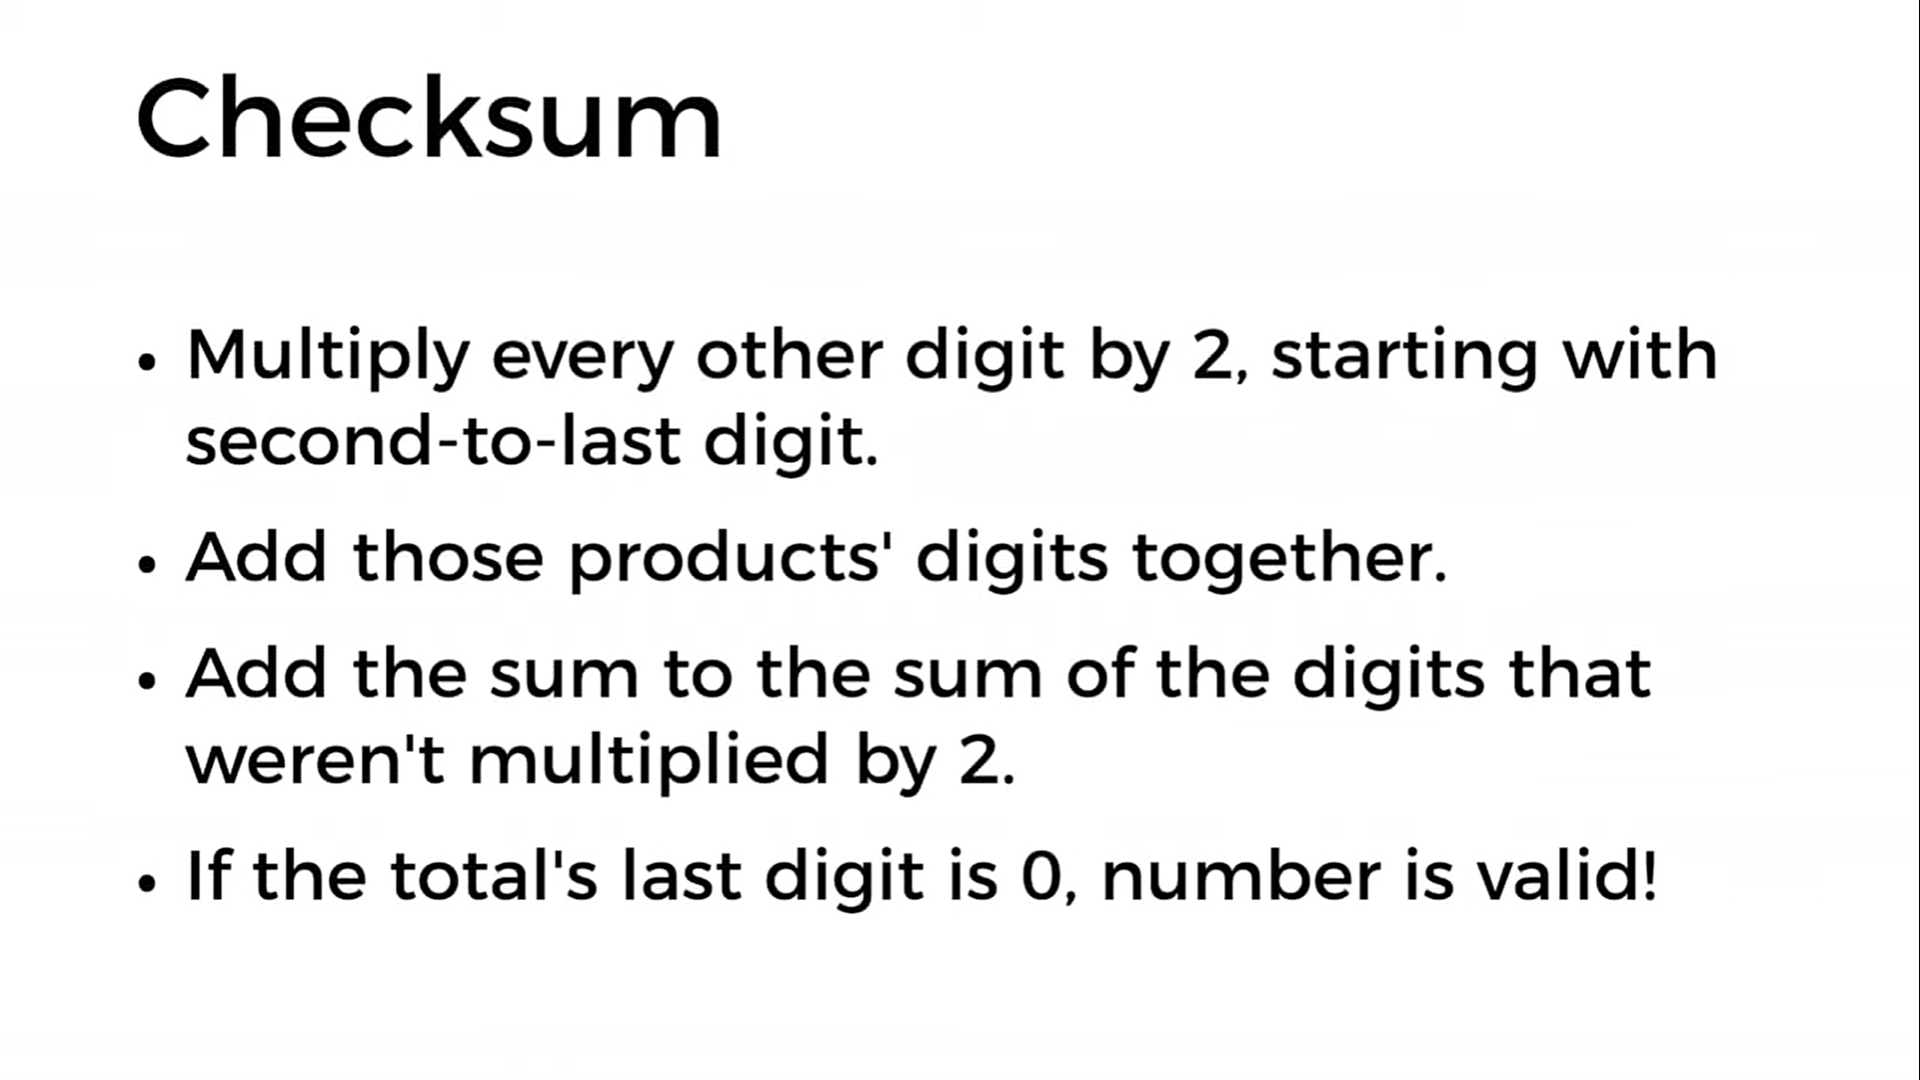 Checksum
• Multiply every other digit by 2, starting with
second-to-last digit.
• Add those products' digits together.
• Add the sum to the sum of the digits that
weren't multiplied by 2.
• If the total's last digit is 0, number is valid!